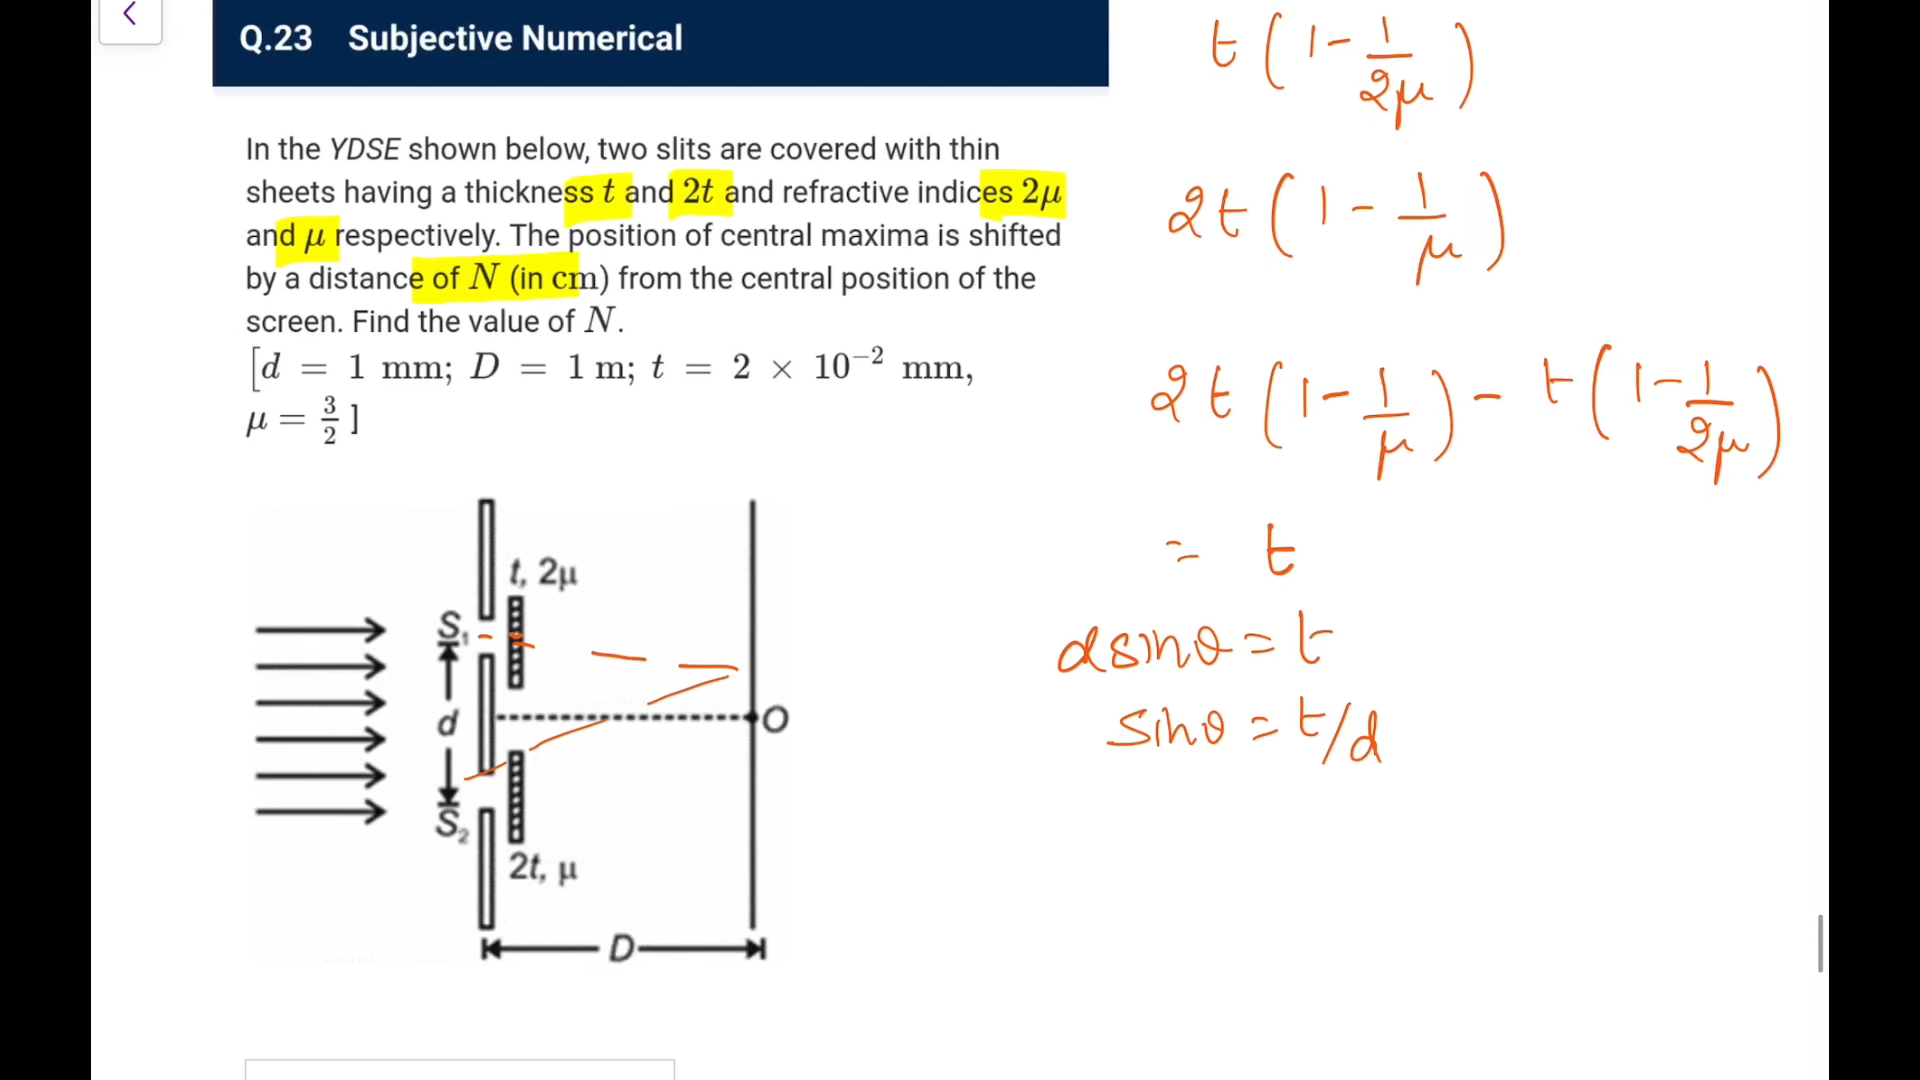 Q.23 Subjective Numerical
In the YDSE shown below, two slits are covered with thin
sheets having a thickness t and 2t and refractive indices 2μ
and μ respectively. The position of central maxima is shifted
by a distance of N (in cm) from the central position of the
screen. Find the value of N.
[d = 1 mm; D = 1 m; t = 2 × 10⁻² mm,
μ = 3/2 ]
t, 2μ
S₁
d
O
S₂
2t, μ
D
t(1 - 1/2μ)
2t(1 - 1/μ)
2t(1 - 1/μ) - t(1 - 1/2μ)
= t
dsinθ = t
sinθ = t/d